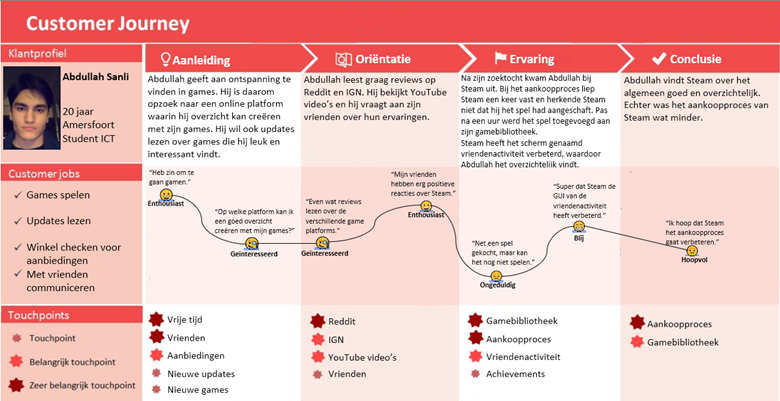 Customer Journey
Klantprofiel
Abdullah Sanli
20 jaar
Amersfoort
Student ICT
Aanleiding
Abdullah geeft aan ontspanning te
vinden in games. Hij is daarom
opzoek naar een online platform
waarin hij overzicht kan creëren
met zijn games. Hij wil ook updates
lezen over games die hij leuk en
interessant vindt.
Oriëntatie
Abdullah leest graag reviews op
Reddit en IGN. Hij bekijkt YouTube
video's en hij vraagt aan zijn
vrienden over hun ervaringen.
Ervaring
Na zijn zoektocht kwam Abdullah bij
Steam uit. Bij het aankoopproces liep
Steam een keer vast en herkende Steam
niet dat hij het spel had aangeschaft. Pas
na een uur werd het spel toegevoegd aan
zijn gamebibliotheek.
Steam heeft het scherm genaamd
vriendenactiviteit verbeterd, waardoor
Abdullah het overzichtelijk vindt.
Conclusie
Abdullah vindt Steam over het
algemeen goed en overzichtelijk.
Echter was het aankoopproces van
Steam wat minder.
Customer jobs
Games spelen
Updates lezen
Winkel checken voor
aanbiedingen
Met vrienden
communiceren
"Heb zin om te
gaan gamen."
Enthousiast
"Op welke platform kan ik
een goed overzicht
creëren met mijn games?"
Geinteresseerd
"Even wat reviews
lezen over de
verschillende game
platforms."
Geinteresseerd
"Mijn vrienden
hebben erg positieve
reacties over Steam."
Enthousiast
"Net een spel
gekocht, maar kan
het nog niet spelen."
Ongeduldig
"Super dat Steam de
GUI van de
vriendenactiviteit
heeft verbeterd."
Blij
"Ik hoop dat Steam
het aankoopproces
gaat verbeteren."
Hoopvol
Touchpoints
Touchpoint
Belangrijk touchpoint
Zeer belangrijk touchpoint
Vrije tijd
Vrienden
Aanbiedingen
Nieuwe updates
Nieuwe games
Reddit
IGN
YouTube video's
Vrienden
Gamebibliotheek
Aankoopproces
Vriendenactiviteit
Achievements
Aankoopproces
Gamebibliotheek